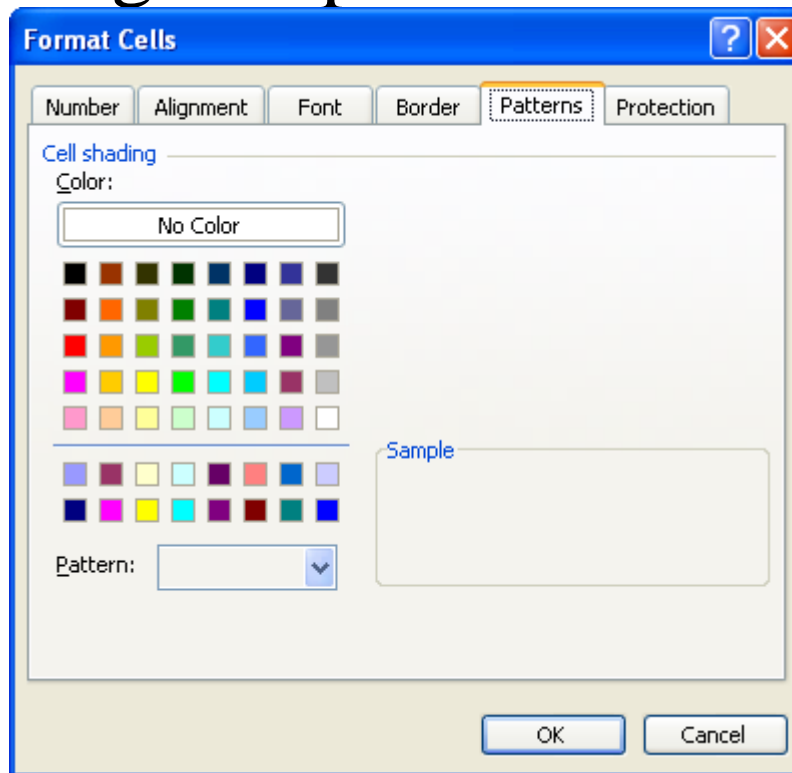 Format Cells
Number Alignment Font Border Patterns Protection
Cell shading
Color:
No Color
Sample
Pattern:
OK Cancel